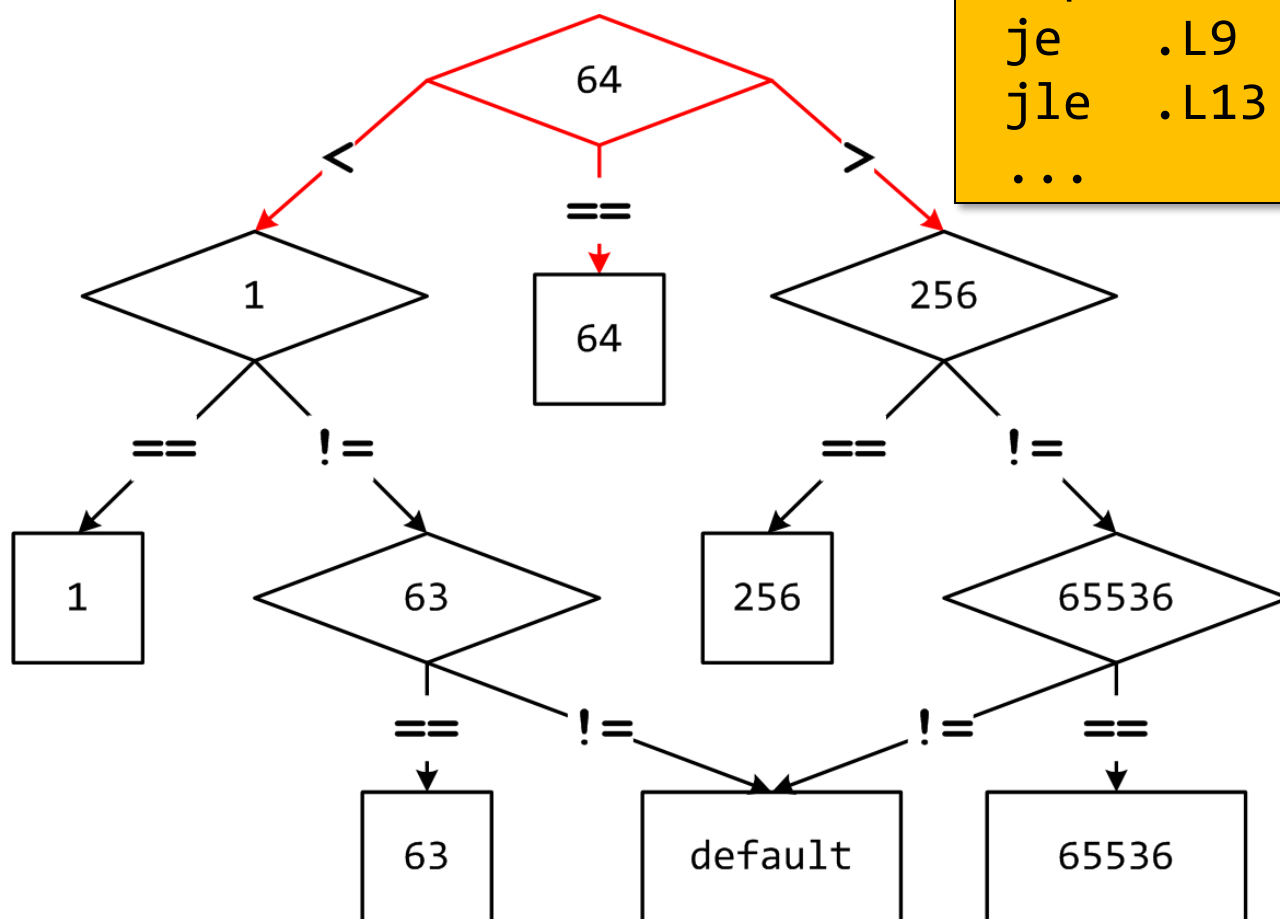 je .L9
jle .L13
...
64
< >
==
1
64
256
== != == !=
1
63
256
65536
== != != ==
63
default
65536